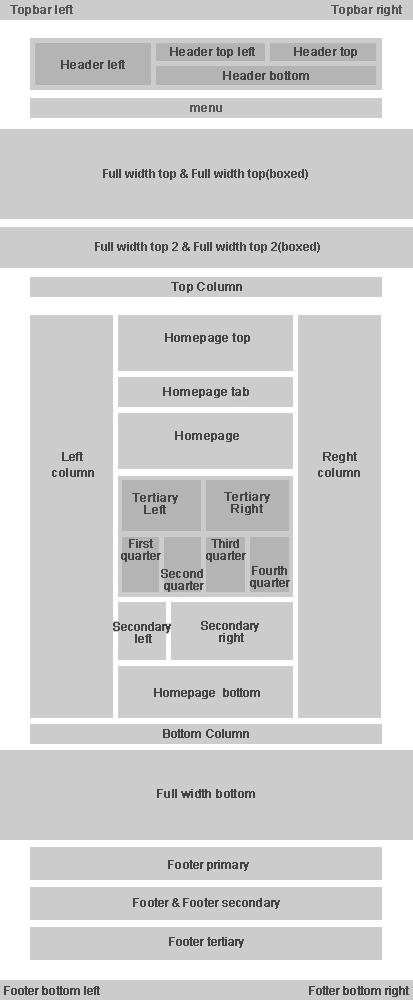 Topbar left
Topbar right
Header left
Header top left
Header top
Header bottom
menu
Full width top & Full width top(boxed)
Full width top 2 & Full width top 2(boxed)
Top Column
Left
column
Homepage top
Homepage tab
Homepage
Tertiary
Left
Tertiary
Right
First
quarter
Second
quarter
Third
quarter
Fourth
quarter
Secondary
left
Secondary
right
Homepage bottom
Reght
column
Bottom Column
Full width bottom
Footer primary
Footer & Footer secondary
Footer tertiary
Footer bottom left
Fotter bottom right